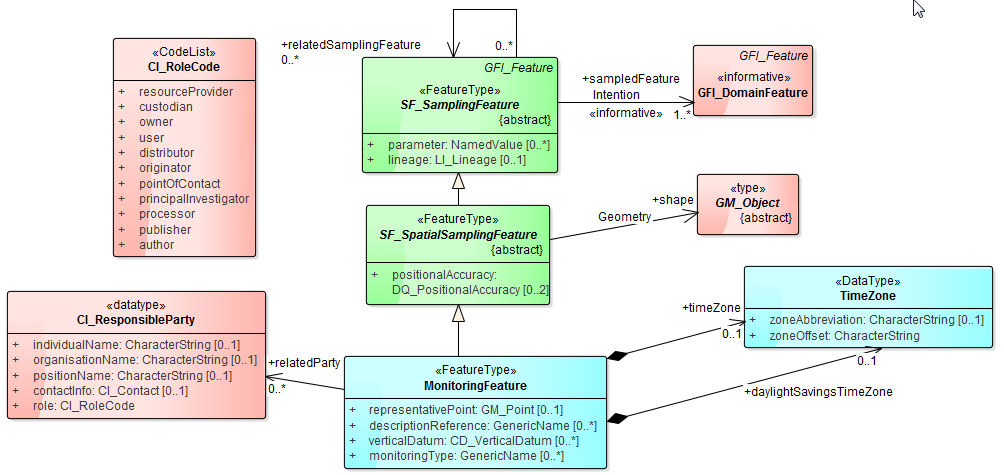 «CodeList»
CI_RoleCode
+ resourceProvider
+ custodian
+ owner
+ user
+ distributor
+ originator
+ pointOfContact
+ principalInvestigator
+ processor
+ publisher
+ author
+relatedSamplingFeature
0..*
0..*
GFI_Feature
«FeatureType»
SF_SamplingFeature
{abstract}
+ parameter: NamedValue [0..*]
+ lineage: LI_Lineage [0..1]
+sampledFeature
Intention
«informative»
1..*
GFI_Feature
«informative»
GFI_DomainFeature
«FeatureType»
SF_SpatialSamplingFeature
{abstract}
+ positionalAccuracy:
DQ_PositionalAccuracy [0..2]
+shape
Geometry
«type»
GM_Object
{abstract}
«datatype»
CI_ResponsibleParty
+ individualName: CharacterString [0..1]
+ organisationName: CharacterString [0..1]
+ positionName: CharacterString [0..1]
+ contactInfo: CI_Contact [0..1]
+ role: CI_RoleCode
+relatedParty
0..*
«FeatureType»
MonitoringFeature
+ representativePoint: GM_Point [0..1]
+ descriptionReference: GenericName [0..*]
+ verticalDatum: CD_VerticalDatum [0..*]
+ monitoringType: GenericName [0..*]
+timeZone
0..1
«DataType»
TimeZone
+ zoneAbbreviation: CharacterString [0..1]
+ zoneOffset: CharacterString
0..1
+daylightSavingsTimeZone